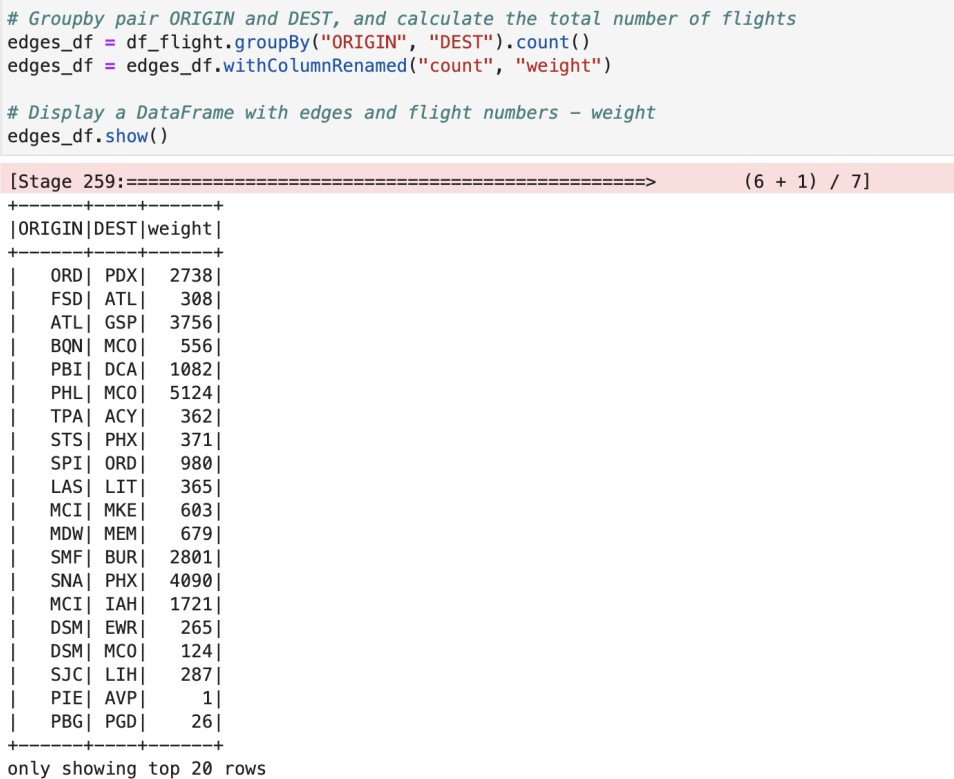 # Groupby pair ORIGIN and DEST, and calculate the total number of flights
edges_df = df_flight.groupBy("ORIGIN", "DEST").count()
edges_df = edges_df.withColumnRenamed("count", "weight")
# Display a DataFrame with edges and flight numbers – weight
edges_df.show()
[Stage 259:================================================>        (6 + 1) / 7]
+------+----+------+
|ORIGIN|DEST|weight|
+------+----+------+
|   ORD| PDX|  2738|
|   FSD| ATL|   308|
|   ATL| GSP|  3756|
|   BQN| MCO|   556|
|   PBI| DCA|  1082|
|   PHL| MCO|  5124|
|   TPA| ACY|   362|
|   STS| PHX|   371|
|   SPI| ORD|   980|
|   LAS| LIT|   365|
|   MCI| MKE|   603|
|   MDW| MEM|   679|
|   SMF| BUR|  2801|
|   SNA| PHX|  4090|
|   MCI| IAH|  1721|
|   DSM| EWR|   265|
|   DSM| MCO|   124|
|   SJC| LIH|   287|
|   PIE| AVP|     1|
|   PBG| PGD|    26|
+------+----+------+
only showing top 20 rows